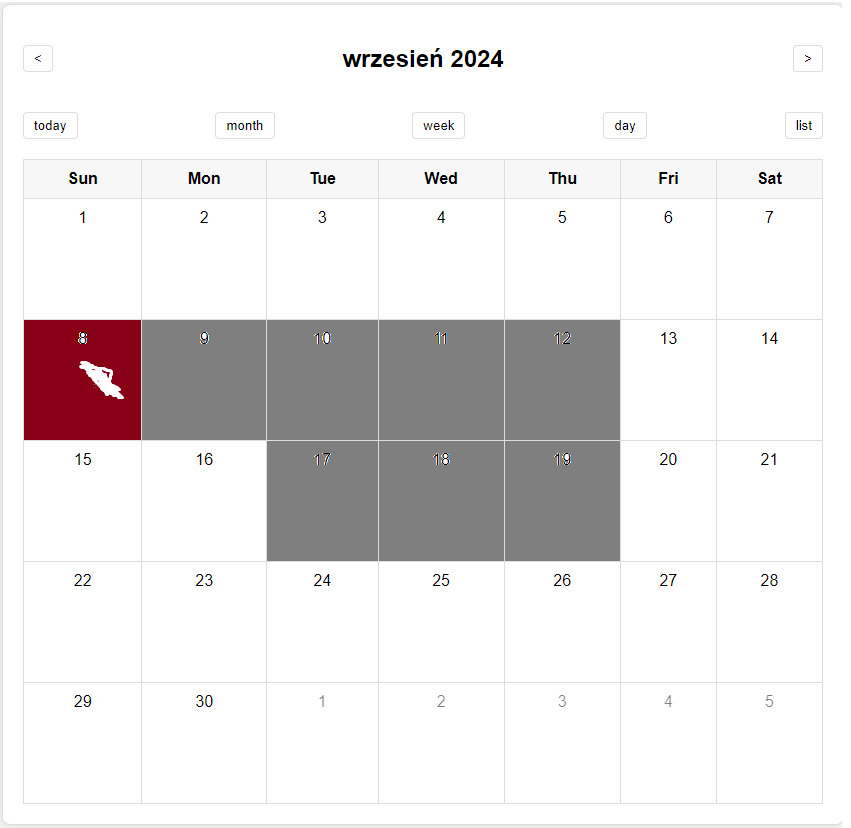 < wrzesień 2024 >
today month week day list
Sun Mon Tue Wed Thu Fri Sat
1 2 3 4 5 6 7
8 9 10 11 12 13 14
15 16 17 18 19 20 21
22 23 24 25 26 27 28
29 30 1 2 3 4 5